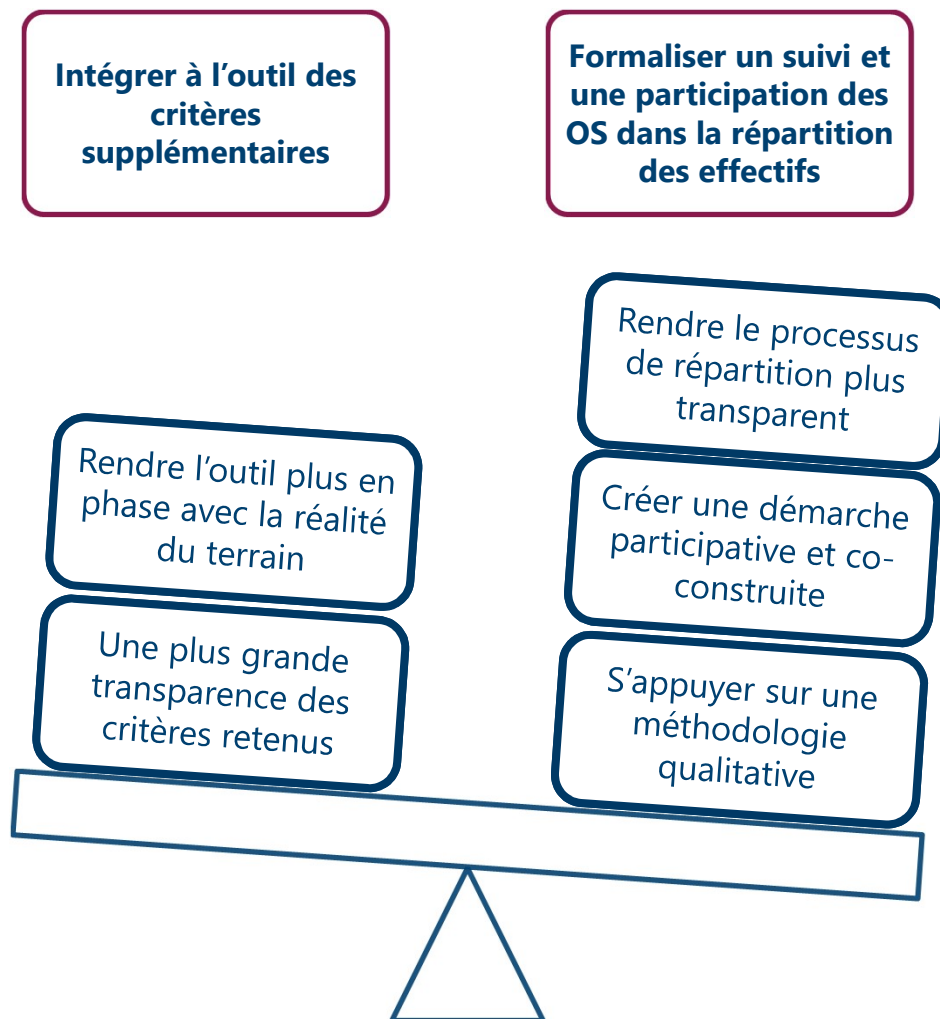 Intégrer à l’outil des
critères
supplémentaires
Formaliser un suivi et
une participation des
OS dans la répartition
des effectifs
Rendre l’outil plus en
phase avec la réalité
du terrain
Une plus grande
transparence des
critères retenus
Rendre le processus
de répartition plus
transparent
Créer une démarche
participative et co-
construite
S’appuyer sur une
méthodologie
qualitative